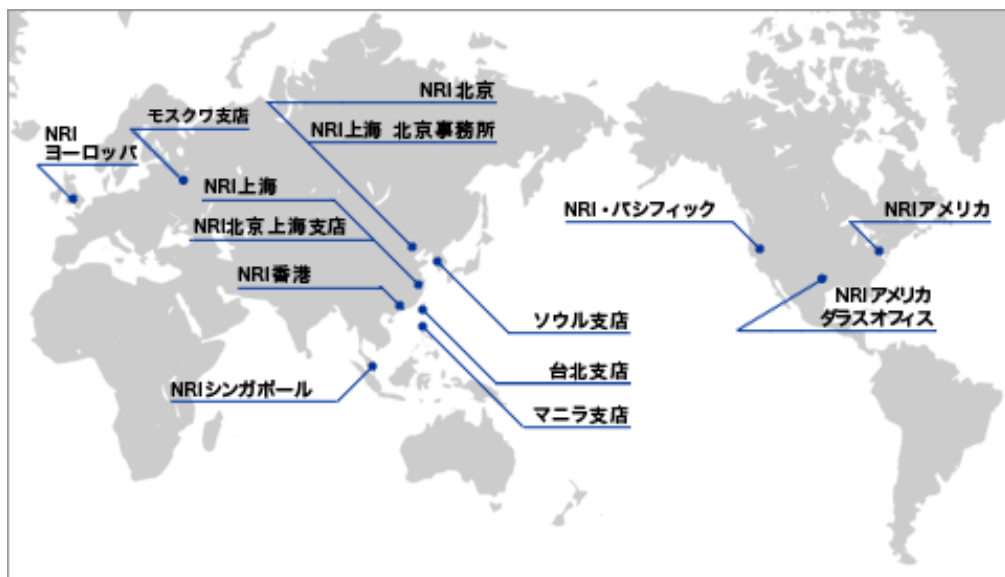 NRI北京
モスクワ支店
NRI上海 北京事務所
NRI
ヨーロッパ
NRI上海
NRI・パシフィック
NRIアメリカ
NRI北京上海支店
NRI香港
NRIアメリカ
ダラスオフィス
ソウル支店
台北支店
NRIシンガポール
マニラ支店